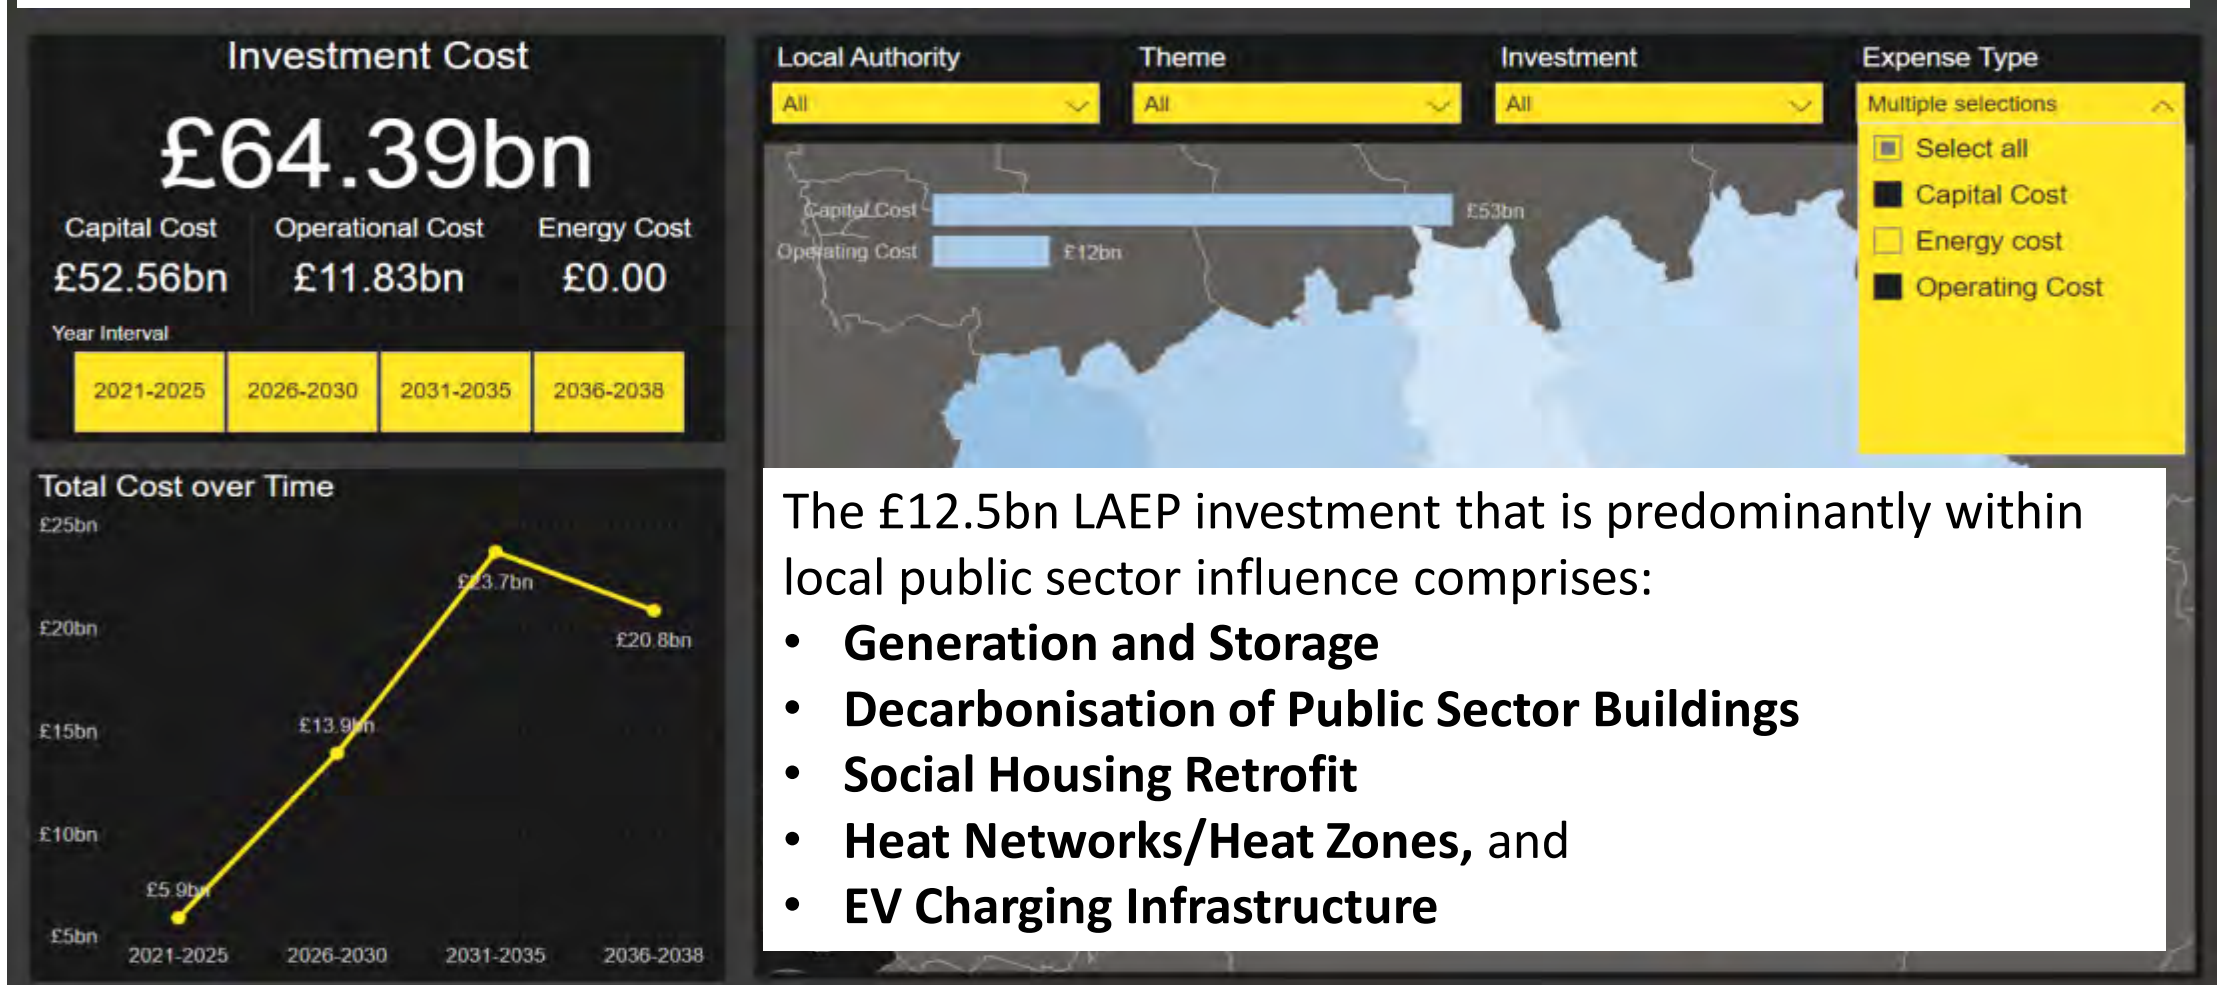 Investment Cost
£64.39bn
Capital Cost Operational Cost Energy Cost
£52.56bn £11.83bn £0.00
Year Interval
2021-2025 2026-2030 2031-2035 2036-2038
Total Cost over Time
£25bn
£20bn
£15bn
£10bn
£5bn
£5.9bn
£13.9bn
£23.7bn
£20.8bn
2021-2025 2026-2030 2031-2035 2036-2038
Local Authority Theme Investment Expense Type
All All All Multiple selections
Select all
Capital Cost
Energy cost
Operating Cost
Capital Cost £53bn
Operating Cost £12bn
The £12.5bn LAEP investment that is predominantly within
local public sector influence comprises:
• Generation and Storage
• Decarbonisation of Public Sector Buildings
• Social Housing Retrofit
• Heat Networks/Heat Zones, and
• EV Charging Infrastructure